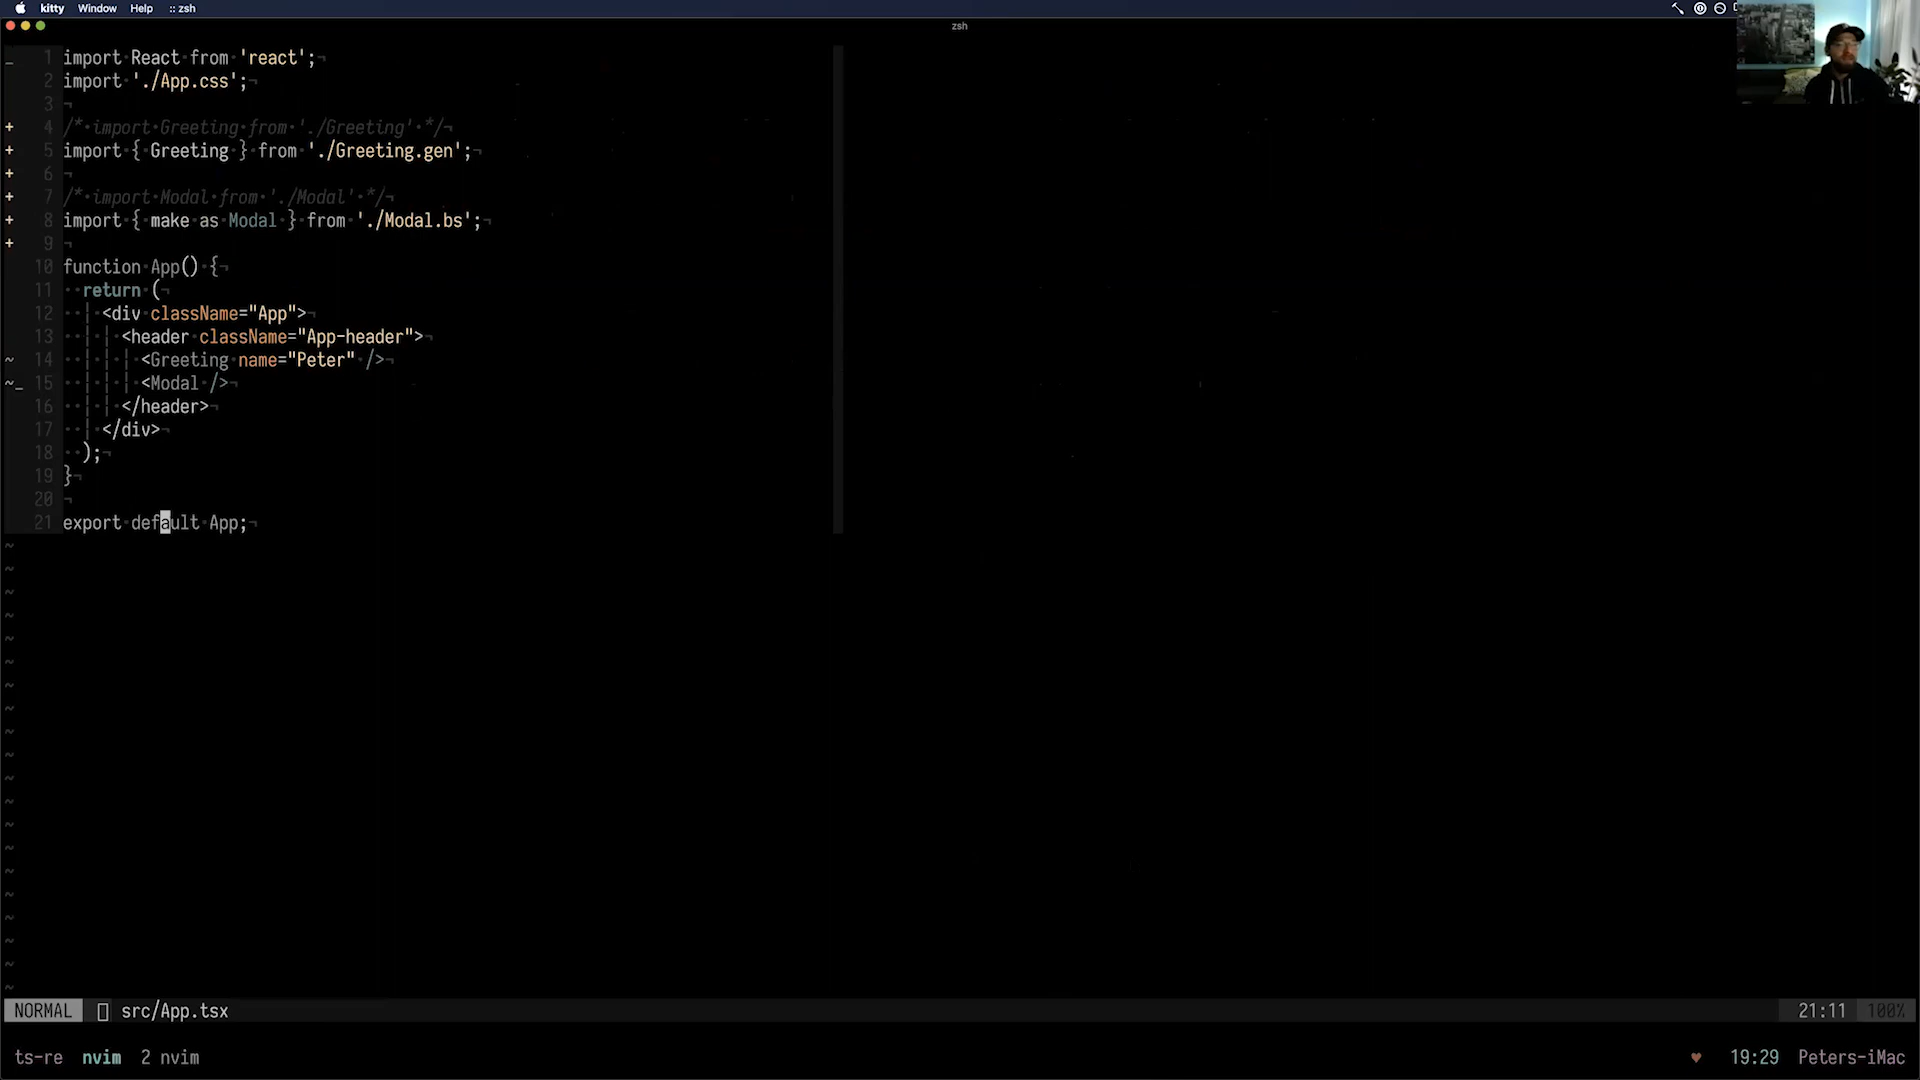 kitty Window Help :: zsh
zsh
1 import React from 'react';
2 import './App.css';
3
4 /* import Greeting from './Greeting' */
5 import { Greeting } from './Greeting.gen';
6
7 /* import Modal from './Modal' */
8 import { make as Modal } from './Modal.bs';
9
10 function App() {
11 return (
12 <div className="App">
13 <header className="App-header">
14 <Greeting name="Peter" />
15 <Modal />
16 </header>
17 </div>
18 );
19 }
20
21 export default App;
NORMAL src/App.tsx 21:11 100%
ts-re nvim 2 nvim ♥ 19:29 Peters-iMac